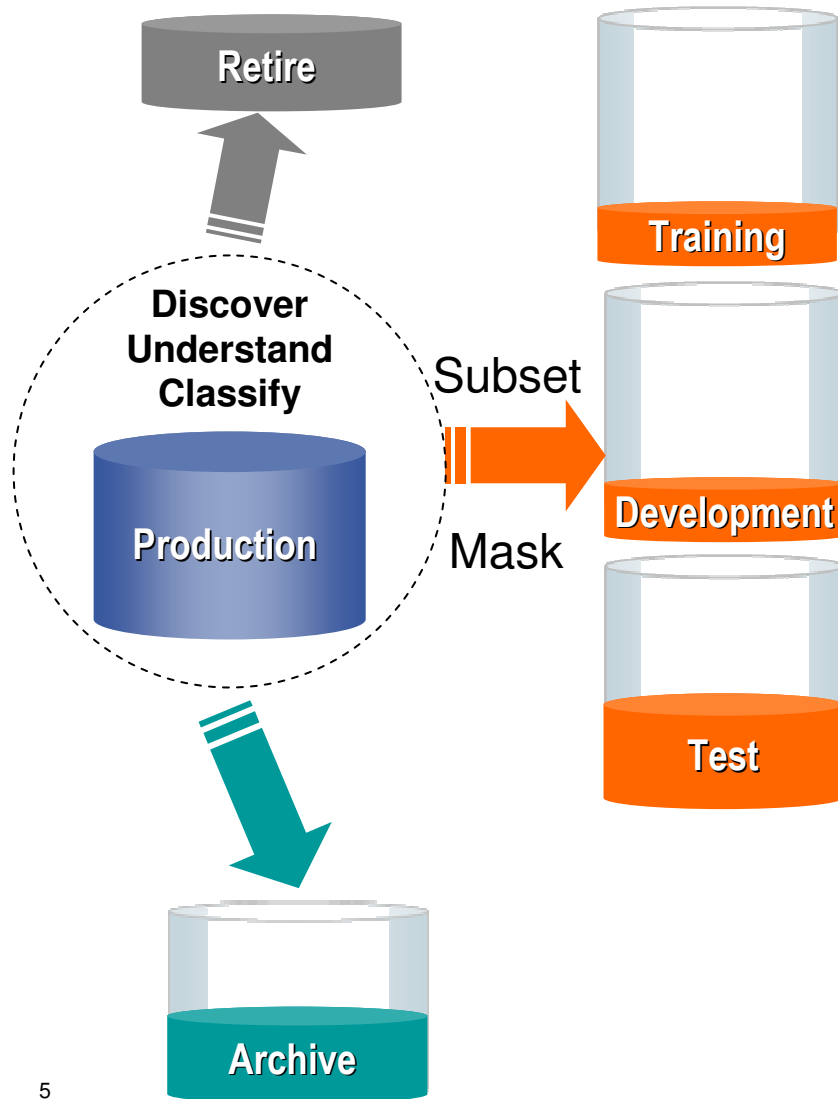 Retire
Training
Discover
Understand
Classify
Subset
Development
Production
Mask
Test
Archive
5